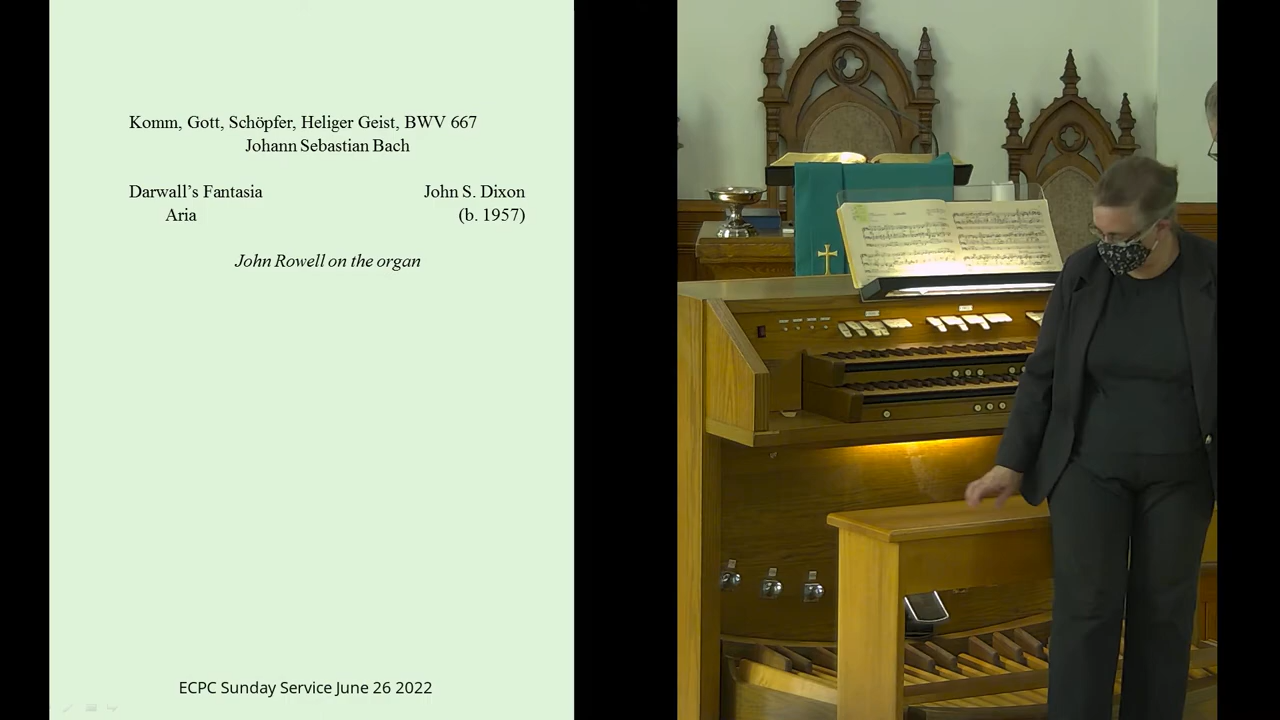 Komm, Gott, Schöpfer, Heliger Geist, BWV 667
Johann Sebastian Bach
Darwall's Fantasia John S. Dixon
Aria (b. 1957)
John Rowell on the organ
ECPC Sunday Service June 26 2022